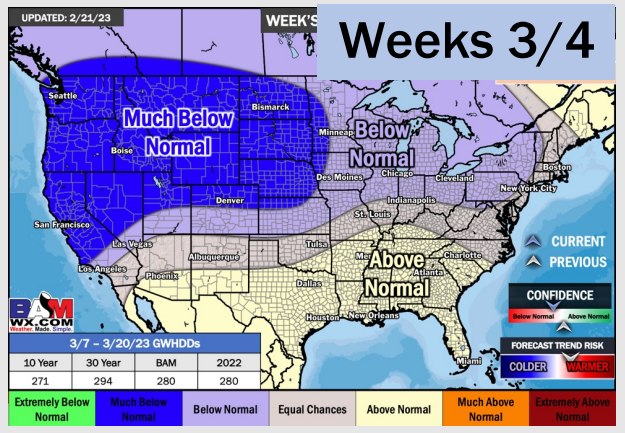 UPDATED: 2/21/23
WEEK'S
Weeks 3/4
Seattle
Much Below
Normal
Bismarck
Boise
Minneap
Below
Normal
Boston
Des Moines
Chicago
Cleveland
New York City
Denver
Indianapolis
San Francisco
St. Louis
Las Vegas
Tulsa
Albuquerque
Los Angeles
Phoenix
Me
Above
Normal
Charlotte
Atlanta
Dallas
Houston
New Orleans
Miami
CURRENT
PREVIOUS
CONFIDENCE
Below Normal Above Normal
FORECAST TREND RISK
COLDER WARMER
BAM
WX.COM
Weather. Made. Simple.
3/7 – 3/20/23 GWHDDs
10 Year 30 Year BAM 2022
271 294 280 280
Extremely Below Normal
Much Below Normal
Below Normal
Equal Chances
Above Normal
Much Above Normal
Extremely Above Normal